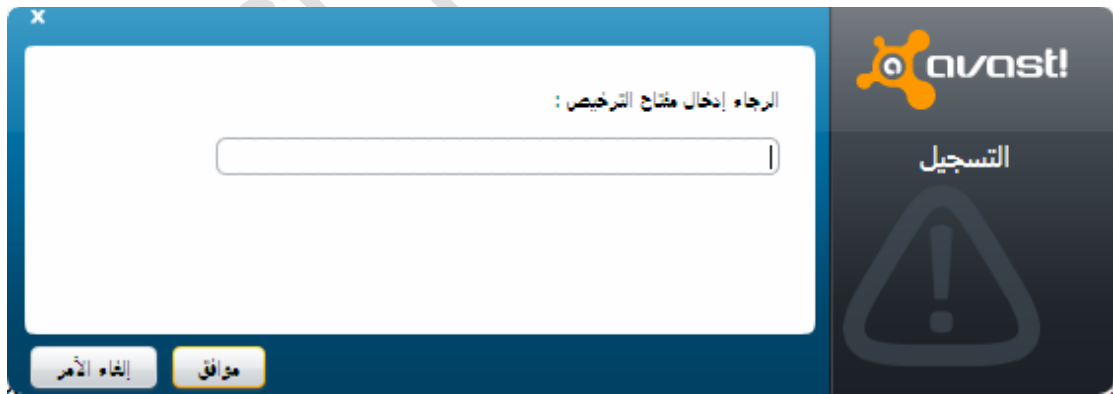 x
avast!
التسجيل
الرجاء إدخال مفتاح الترخيص :
موافق
إلغاء الأمر